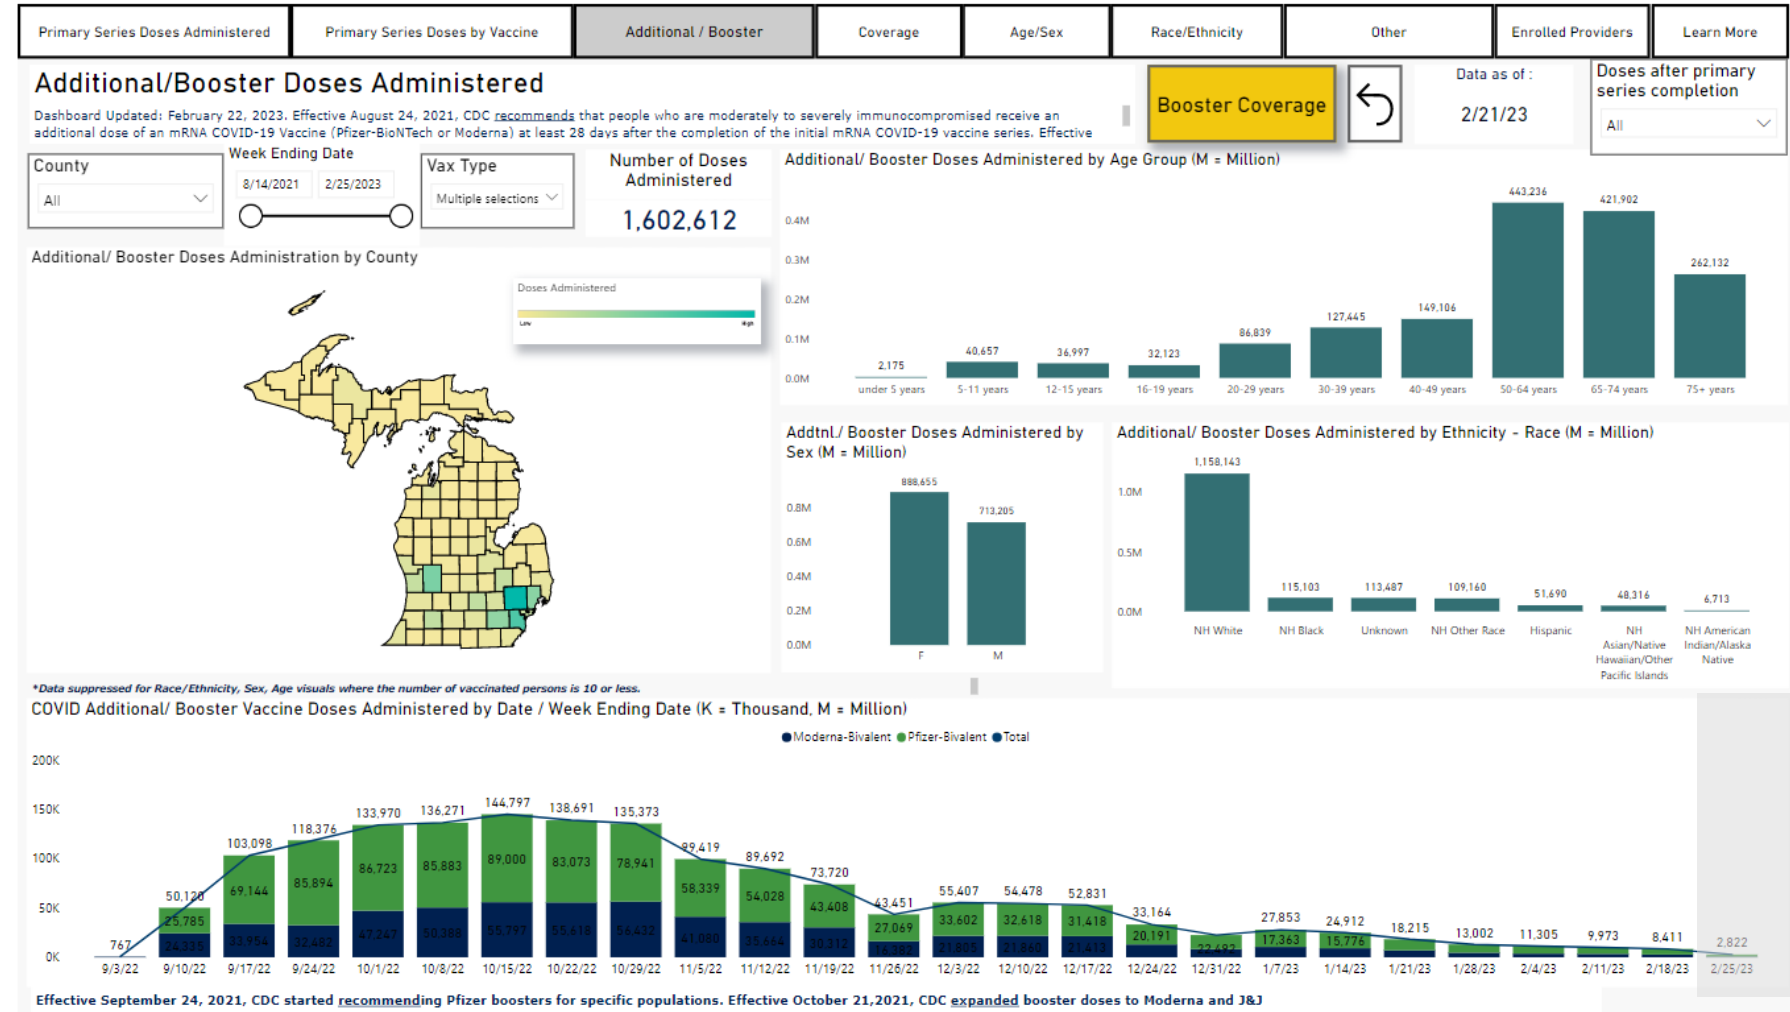 Primary Series Doses Administered
Primary Series Doses by Vaccine
Additional / Booster
Coverage
Age/Sex
Race/Ethnicity
Other
Enrolled Providers
Learn More
Additional/Booster Doses Administered
Dashboard Updated: February 22, 2023. Effective August 24, 2021, CDC recommends that people who are moderately to severely immunocompromised receive an
additional dose of an mRNA COVID-19 Vaccine (Pfizer-BioNTech or Moderna) at least 28 days after the completion of the initial mRNA COVID-19 vaccine series. Effective
Booster Coverage
Data as of :
2/21/23
Doses after primary
series completion
All
County
All
Week Ending Date
8/14/2021 2/25/2023
Vax Type
Multiple selections
Number of Doses
Administered
1,602,612
Additional/ Booster Doses Administration by County
Doses Administered
Low High
Additional/ Booster Doses Administered by Age Group (M = Million)
0.4M
0.3M
0.2M
0.1M
0.0M
2,175 40,657 36,997 32,123 86,839 127,445 149,106 443,236 421,902 262,132
under 5 years 5-11 years 12-15 years 16-19 years 20-29 years 30-39 years 40-49 years 50-64 years 65-74 years 75+ years
Addtnl./ Booster Doses Administered by
Sex (M = Million)
0.8M
0.6M
0.4M
0.2M
0.0M
888,655 713,205
F M
Additional/ Booster Doses Administered by Ethnicity - Race (M = Million)
1.0M
0.5M
0.0M
1,158,143 115,103 113,487 109,160 51,690 48,316 6,713
NH White NH Black Unknown NH Other Race Hispanic
NH
Asian/Native
Hawaiian/Other
Pacific Islands
NH American
Indian/Alaska
Native
*Data suppressed for Race/Ethnicity, Sex, Age visuals where the number of vaccinated persons is 10 or less.
COVID Additional/ Booster Vaccine Doses Administered by Date / Week Ending Date (K = Thousand, M = Million)
Moderna-Bivalent Pfizer-Bivalent Total
200K
150K
100K
50K
0K
767 50,120 103,098 118,376 133,970 136,271 144,797 138,691 135,373 99,419 89,692 73,720 43,451 55,407 54,478 52,831 33,164 27,853 24,912 18,215 13,002 11,305 9,973 8,411 2,822
25,785 69,144 85,894 86,723 85,883 89,000 83,073 78,941 58,339 54,028 43,408 27,069 33,602 32,618 31,418 20,191 17,363 15,776
24,335 33,954 32,482 47,247 50,388 55,797 55,618 56,432 41,080 35,664 30,312 16,382 21,805 21,860 21,413 22,692
9/3/22 9/10/22 9/17/22 9/24/22 10/1/22 10/8/22 10/15/22 10/22/22 10/29/22 11/5/22 11/12/22 11/19/22 11/26/22 12/3/22 12/10/22 12/17/22 12/24/22 12/31/22 1/7/23 1/14/23 1/21/23 1/28/23 2/4/23 2/11/23 2/18/23 2/25/23
Effective September 24, 2021, CDC started recommending Pfizer boosters for specific populations. Effective October 21,2021, CDC expanded booster doses to Moderna and J&J